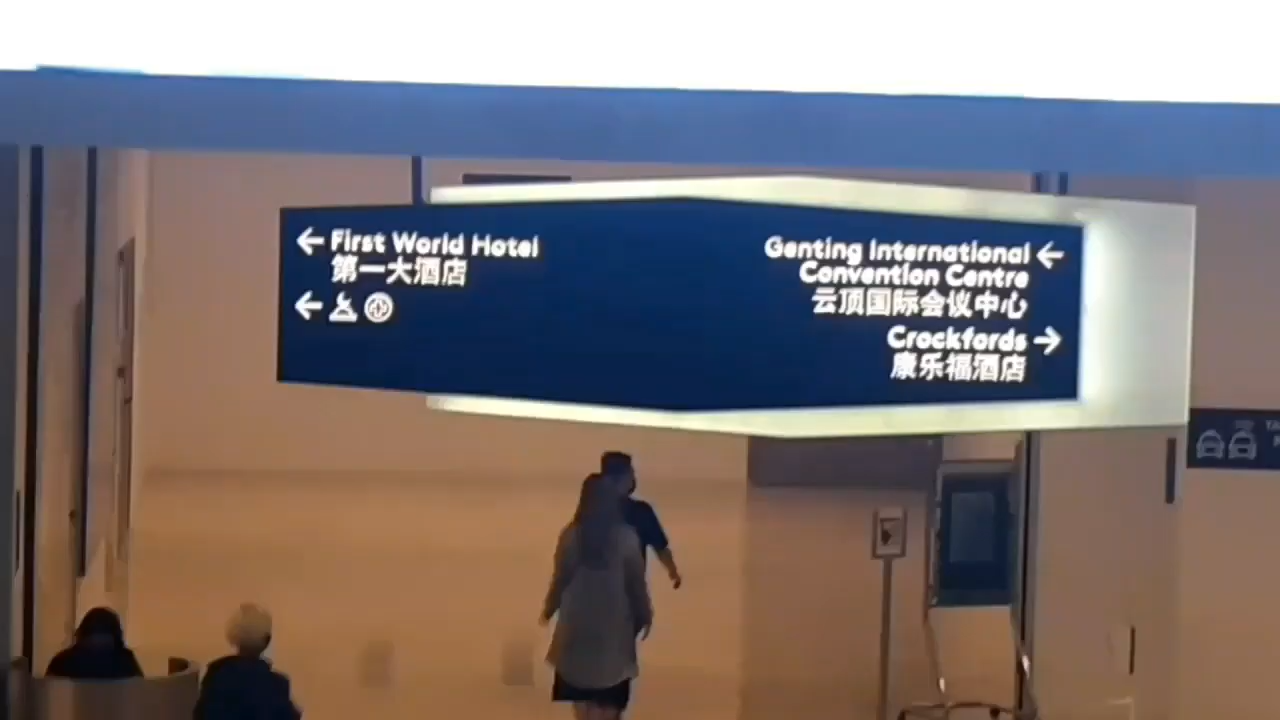 First World Hotel
第一大酒店
Genting International
Convention Centre
云顶国际会议中心
Crockfords
康乐福酒店